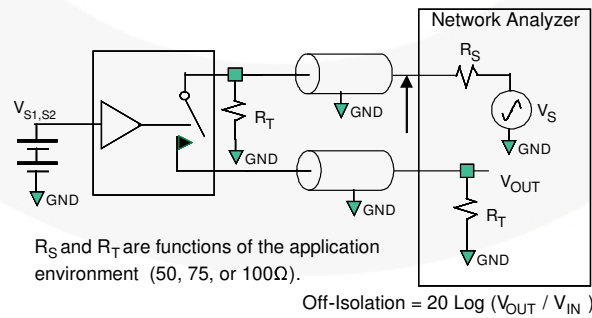 Network Analyzer
R_S
V_S1,S2
GND
R_T
GND
V_S
GND
GND
V_OUT
GND
GND
R_T
GND
R_S and R_T are functions of the application
environment (50, 75, or 100Ω).
Off-Isolation = 20 Log (V_OUT / V_IN )